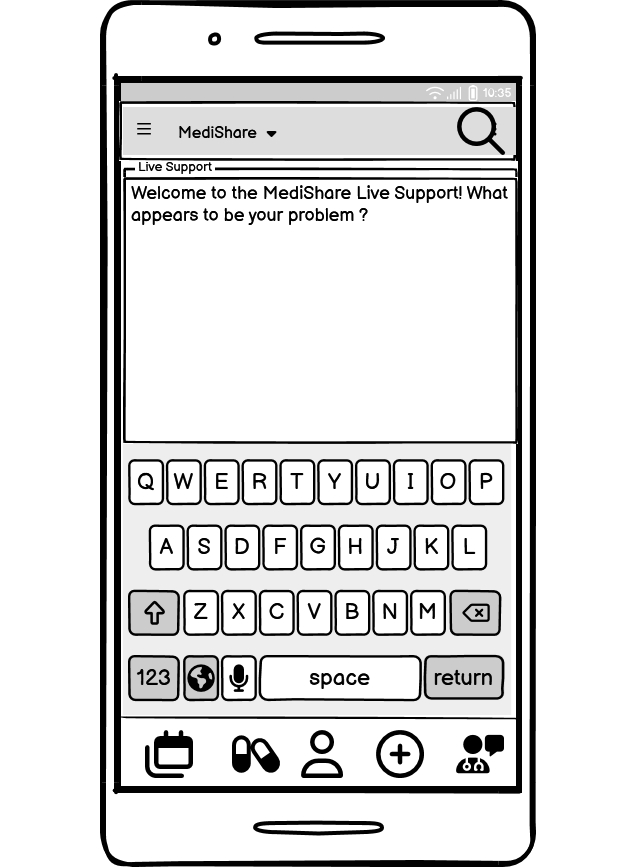 10:35
MediShare
Live Support
Welcome to the MediShare Live Support! What
appears to be your problem ?
Q W E R T Y U I O P
A S D F G H J K L
Z X C V B N M
123 space return